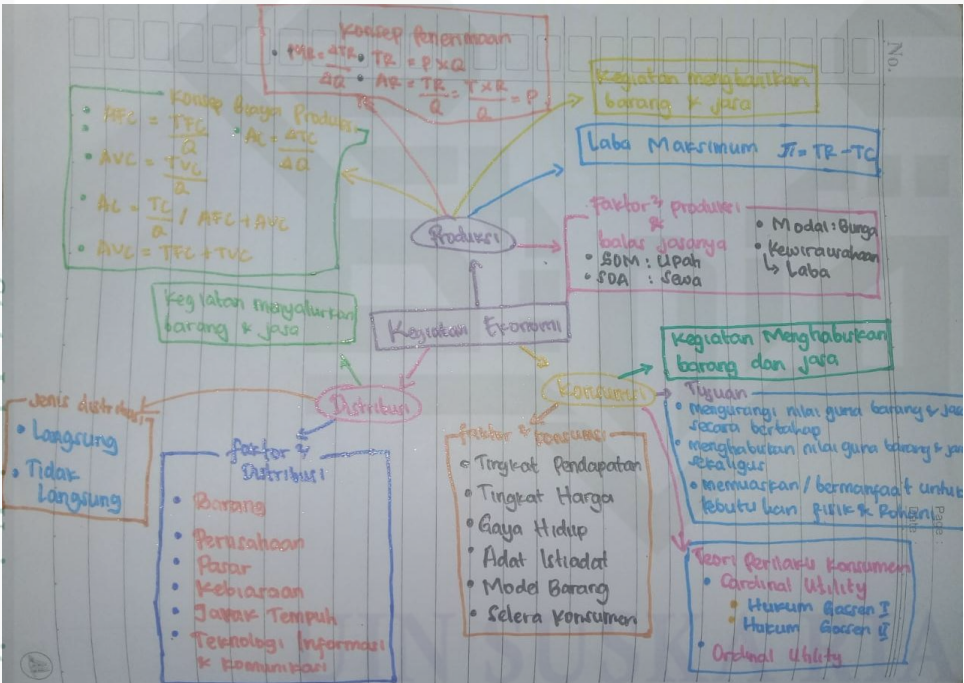 Konsep Penerimaan
• MR = ΔTR/ΔQ • TR = P x Q
• AR = TR/Q = T x R/Q = P
Kegiatan menghasilkan
barang & jasa
Konsep Biaya Produksi
• AFC = TFC/Q • AC = ΔTC/ΔQ
• AVC = TVC/Q
• AC = TC/Q / AFC + AVC
• AVC = TFC + TVC
Laba Maksimum π = TR - TC
Produksi
faktor² produksi
&
balas jasanya
• SDM : Upah
• SDA : Sewa
• Modal : Bunga
• Kewirausahaan
↳ Laba
Kegiatan menyalurkan
barang & jasa
Kegiatan Ekonomi
Kegiatan Menghabiskan
barang dan jasa
Distribusi
Konsumsi
Jenis distribusi
• Langsung
• Tidak
Langsung
faktor²
Distribusi
• Barang
• Perusahaan
• Pasar
• Kebiasaan
• Jarak Tempuh
• Teknologi Informasi
& Komunikasi
faktor² konsumsi
• Tingkat Pendapatan
• Tingkat Harga
• Gaya Hidup
• Adat Istiadat
• Model Barang
• Selera Konsumen
Tujuan
• mengurangi nilai guna barang & jasa
secara bertahap
• menghabiskan nilai guna barang & jasa
sekaligus
• memuaskan / bermanfaat untuk
kebutuhan fisik & Rohani
Teori Perilaku Konsumen
• Cardinal Utility
• Hukum Gossen I
• Hukum Gossen II
• Ordinal Utility
No.
Page :